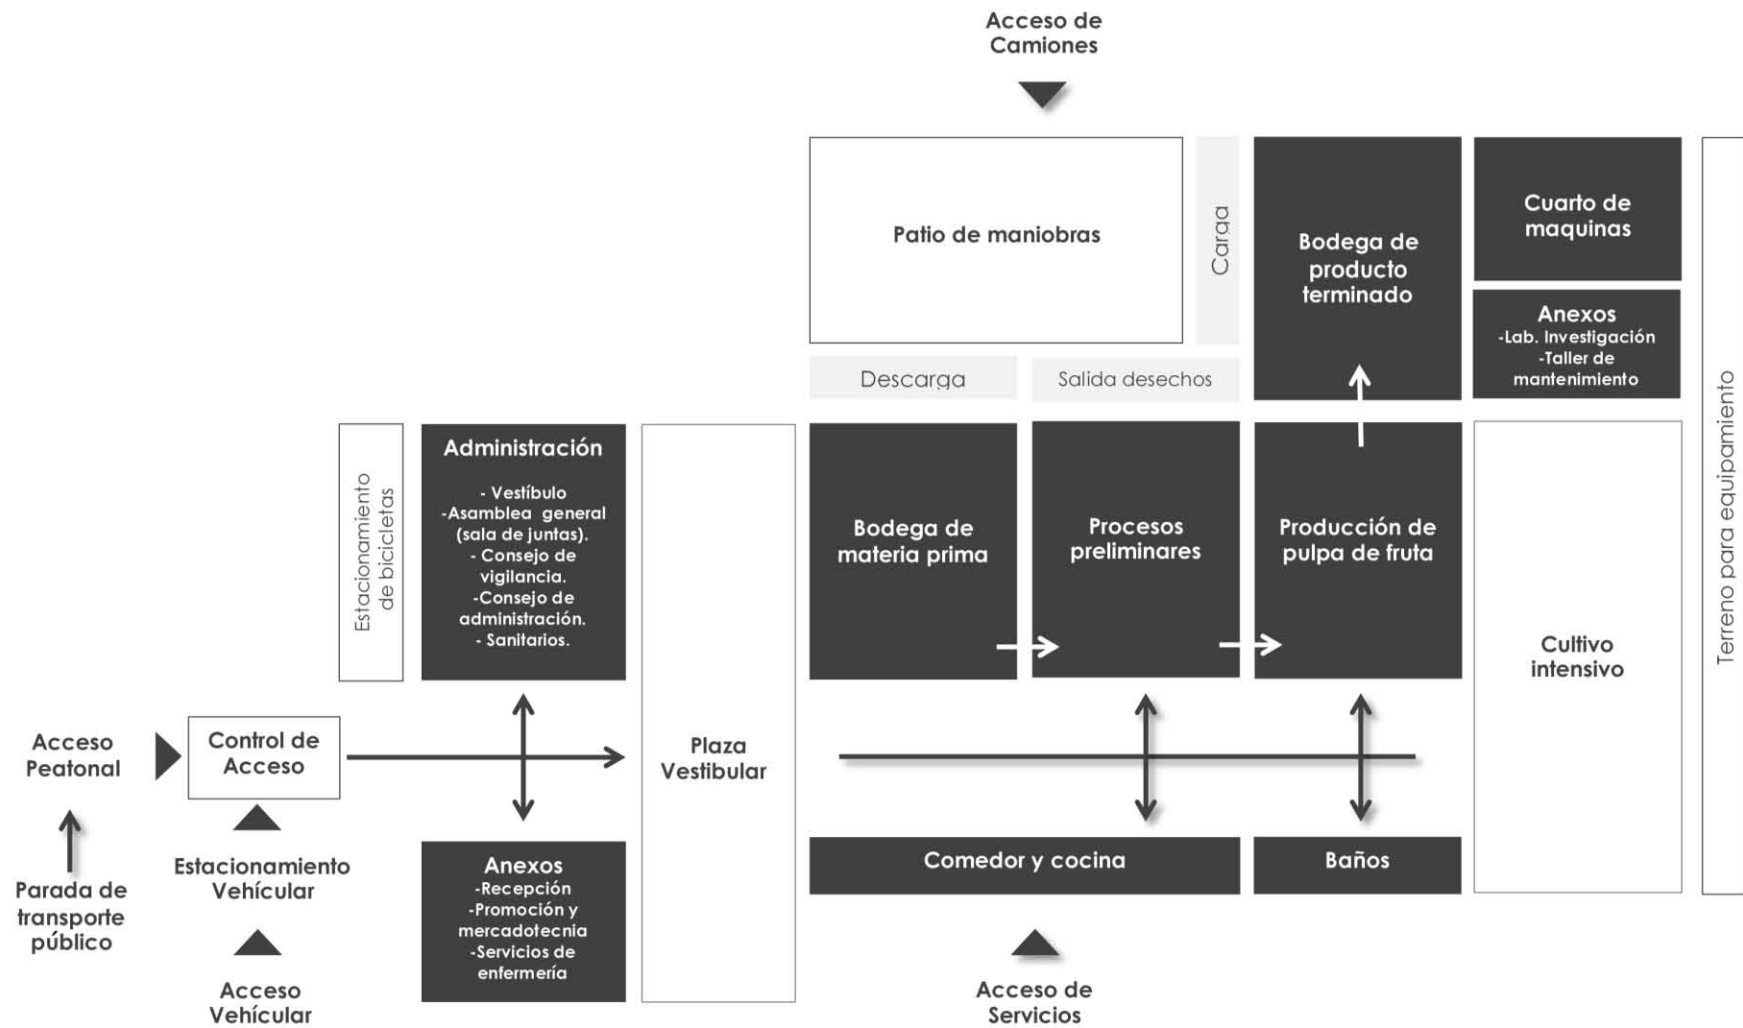 Acceso de
Camiones
Patio de maniobras
Carga
Bodega de
producto
terminado
Cuarto de
maquinas
Anexos
-Lab. Investigación
-Taller de
mantenimiento
Terreno para equipamiento
Descarga
Salida desechos
Estacionamiento
de bicicletas
Administración
- Vestíbulo
-Asamblea general
(sala de juntas).
- Consejo de
vigilancia.
-Consejo de
administración.
- Sanitarios.
Bodega de
materia prima
Procesos
preliminares
Producción de
pulpa de fruta
Cultivo
intensivo
Acceso
Peatonal
Control de
Acceso
Plaza
Vestibular
Parada de
transporte
público
Estacionamiento
Vehícular
Acceso
Vehícular
Anexos
-Recepción
-Promoción y
mercadotecnia
-Servicios de
enfermería
Comedor y cocina
Baños
Acceso de
Servicios